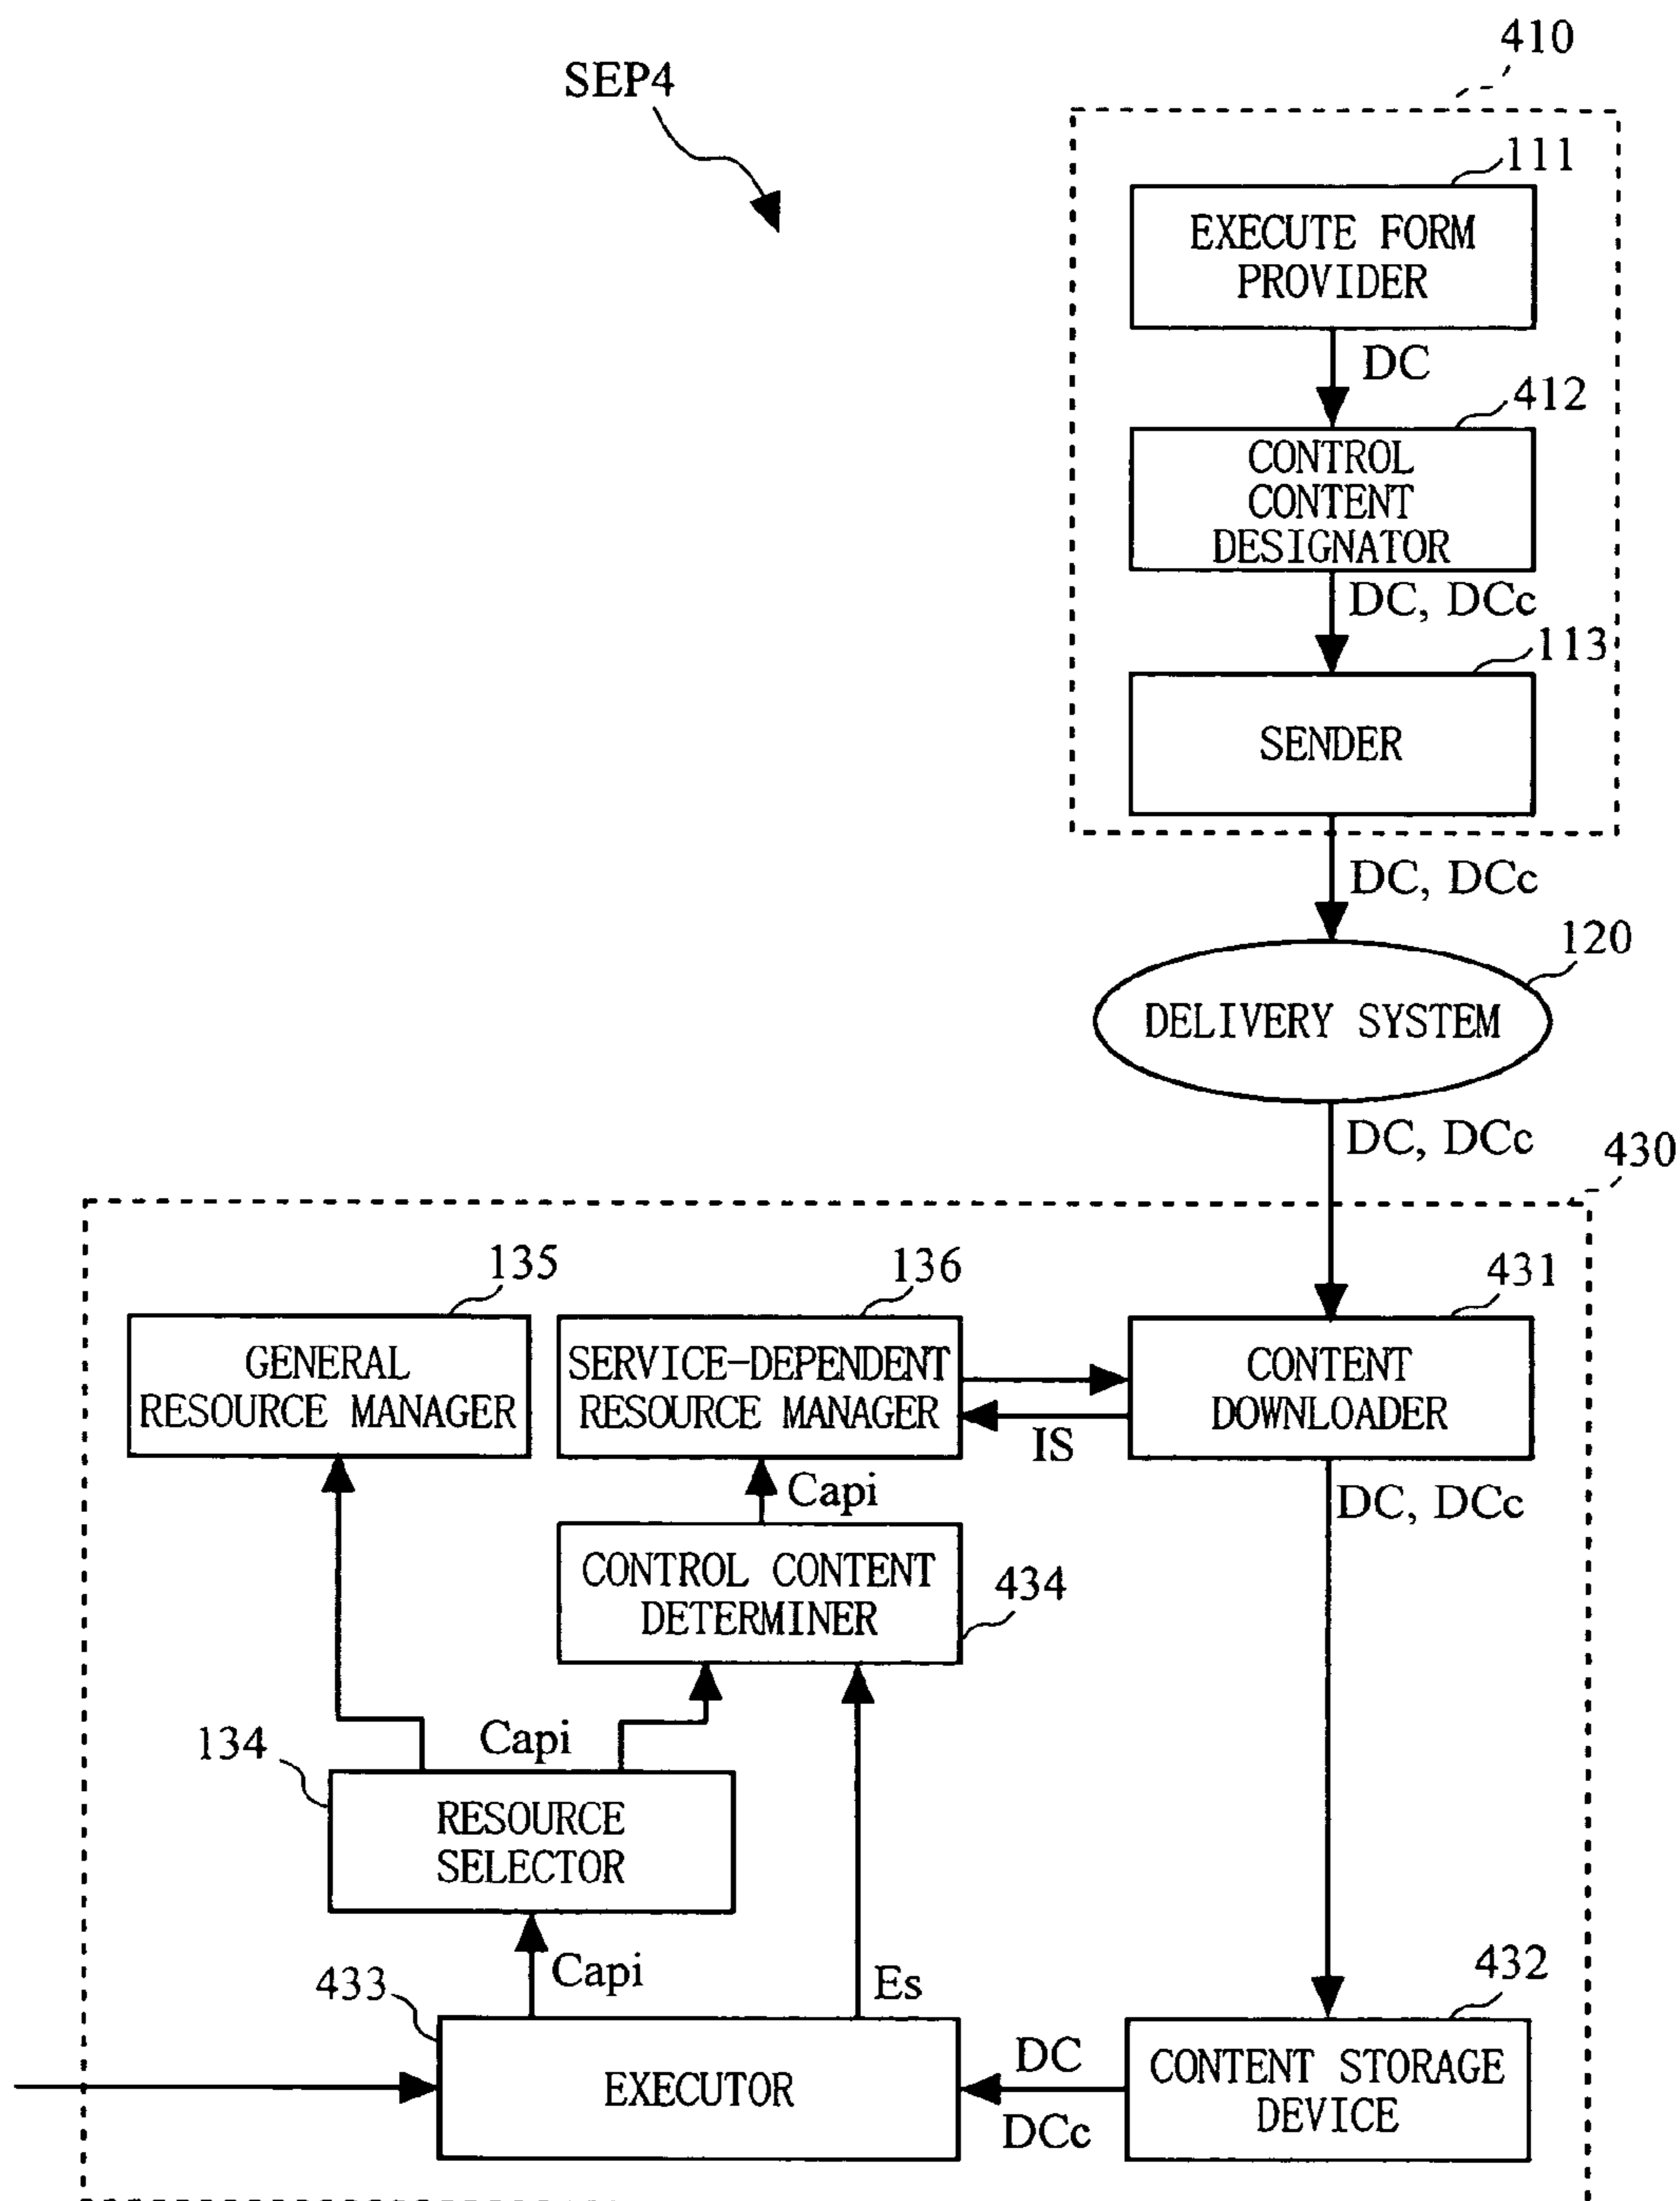 410
SEP4
111
EXECUTE FORM
PROVIDER
DC
412
CONTROL
CONTENT
DESIGNATOR
DC, DCc
113
SENDER
DC, DCc
120
DELIVERY SYSTEM
DC, DCc
430
135
136
431
GENERAL
RESOURCE MANAGER
SERVICE-DEPENDENT
RESOURCE MANAGER
CONTENT
DOWNLOADER
IS
Capi
DC, DCc
CONTROL CONTENT
DETERMINER
434
134
Capi
RESOURCE
SELECTOR
433
Capi
Es
432
EXECUTOR
DC
DCc
CONTENT STORAGE
DEVICE